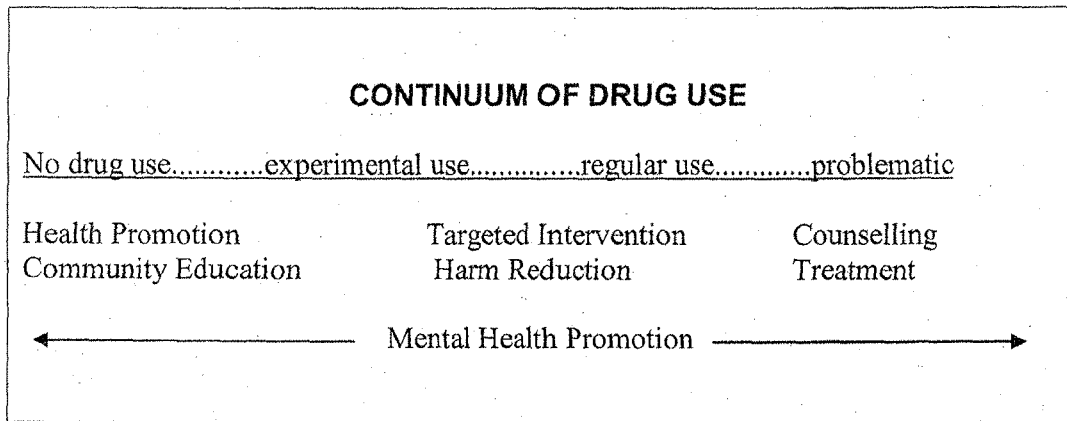 CONTINUUM OF DRUG USE
No drug use............experimental use...............regular use.............problematic
Health Promotion Targeted Intervention Counselling
Community Education Harm Reduction Treatment
Mental Health Promotion